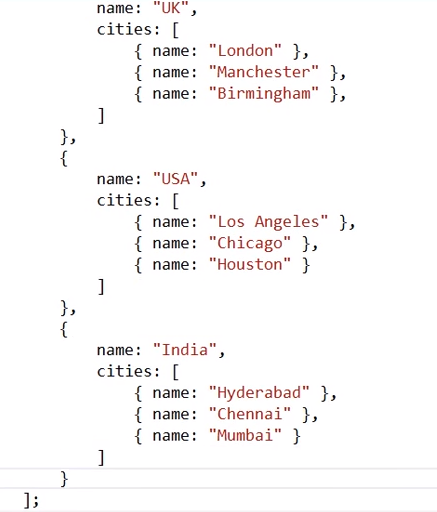 name: "UK",
cities: [
{ name: "London" },
{ name: "Manchester" },
{ name: "Birmingham" },
]
},
{
name: "USA",
cities: [
{ name: "Los Angeles" },
{ name: "Chicago" },
{ name: "Houston" }
]
},
{
name: "India",
cities: [
{ name: "Hyderabad" },
{ name: "Chennai" },
{ name: "Mumbai" }
]
}
];